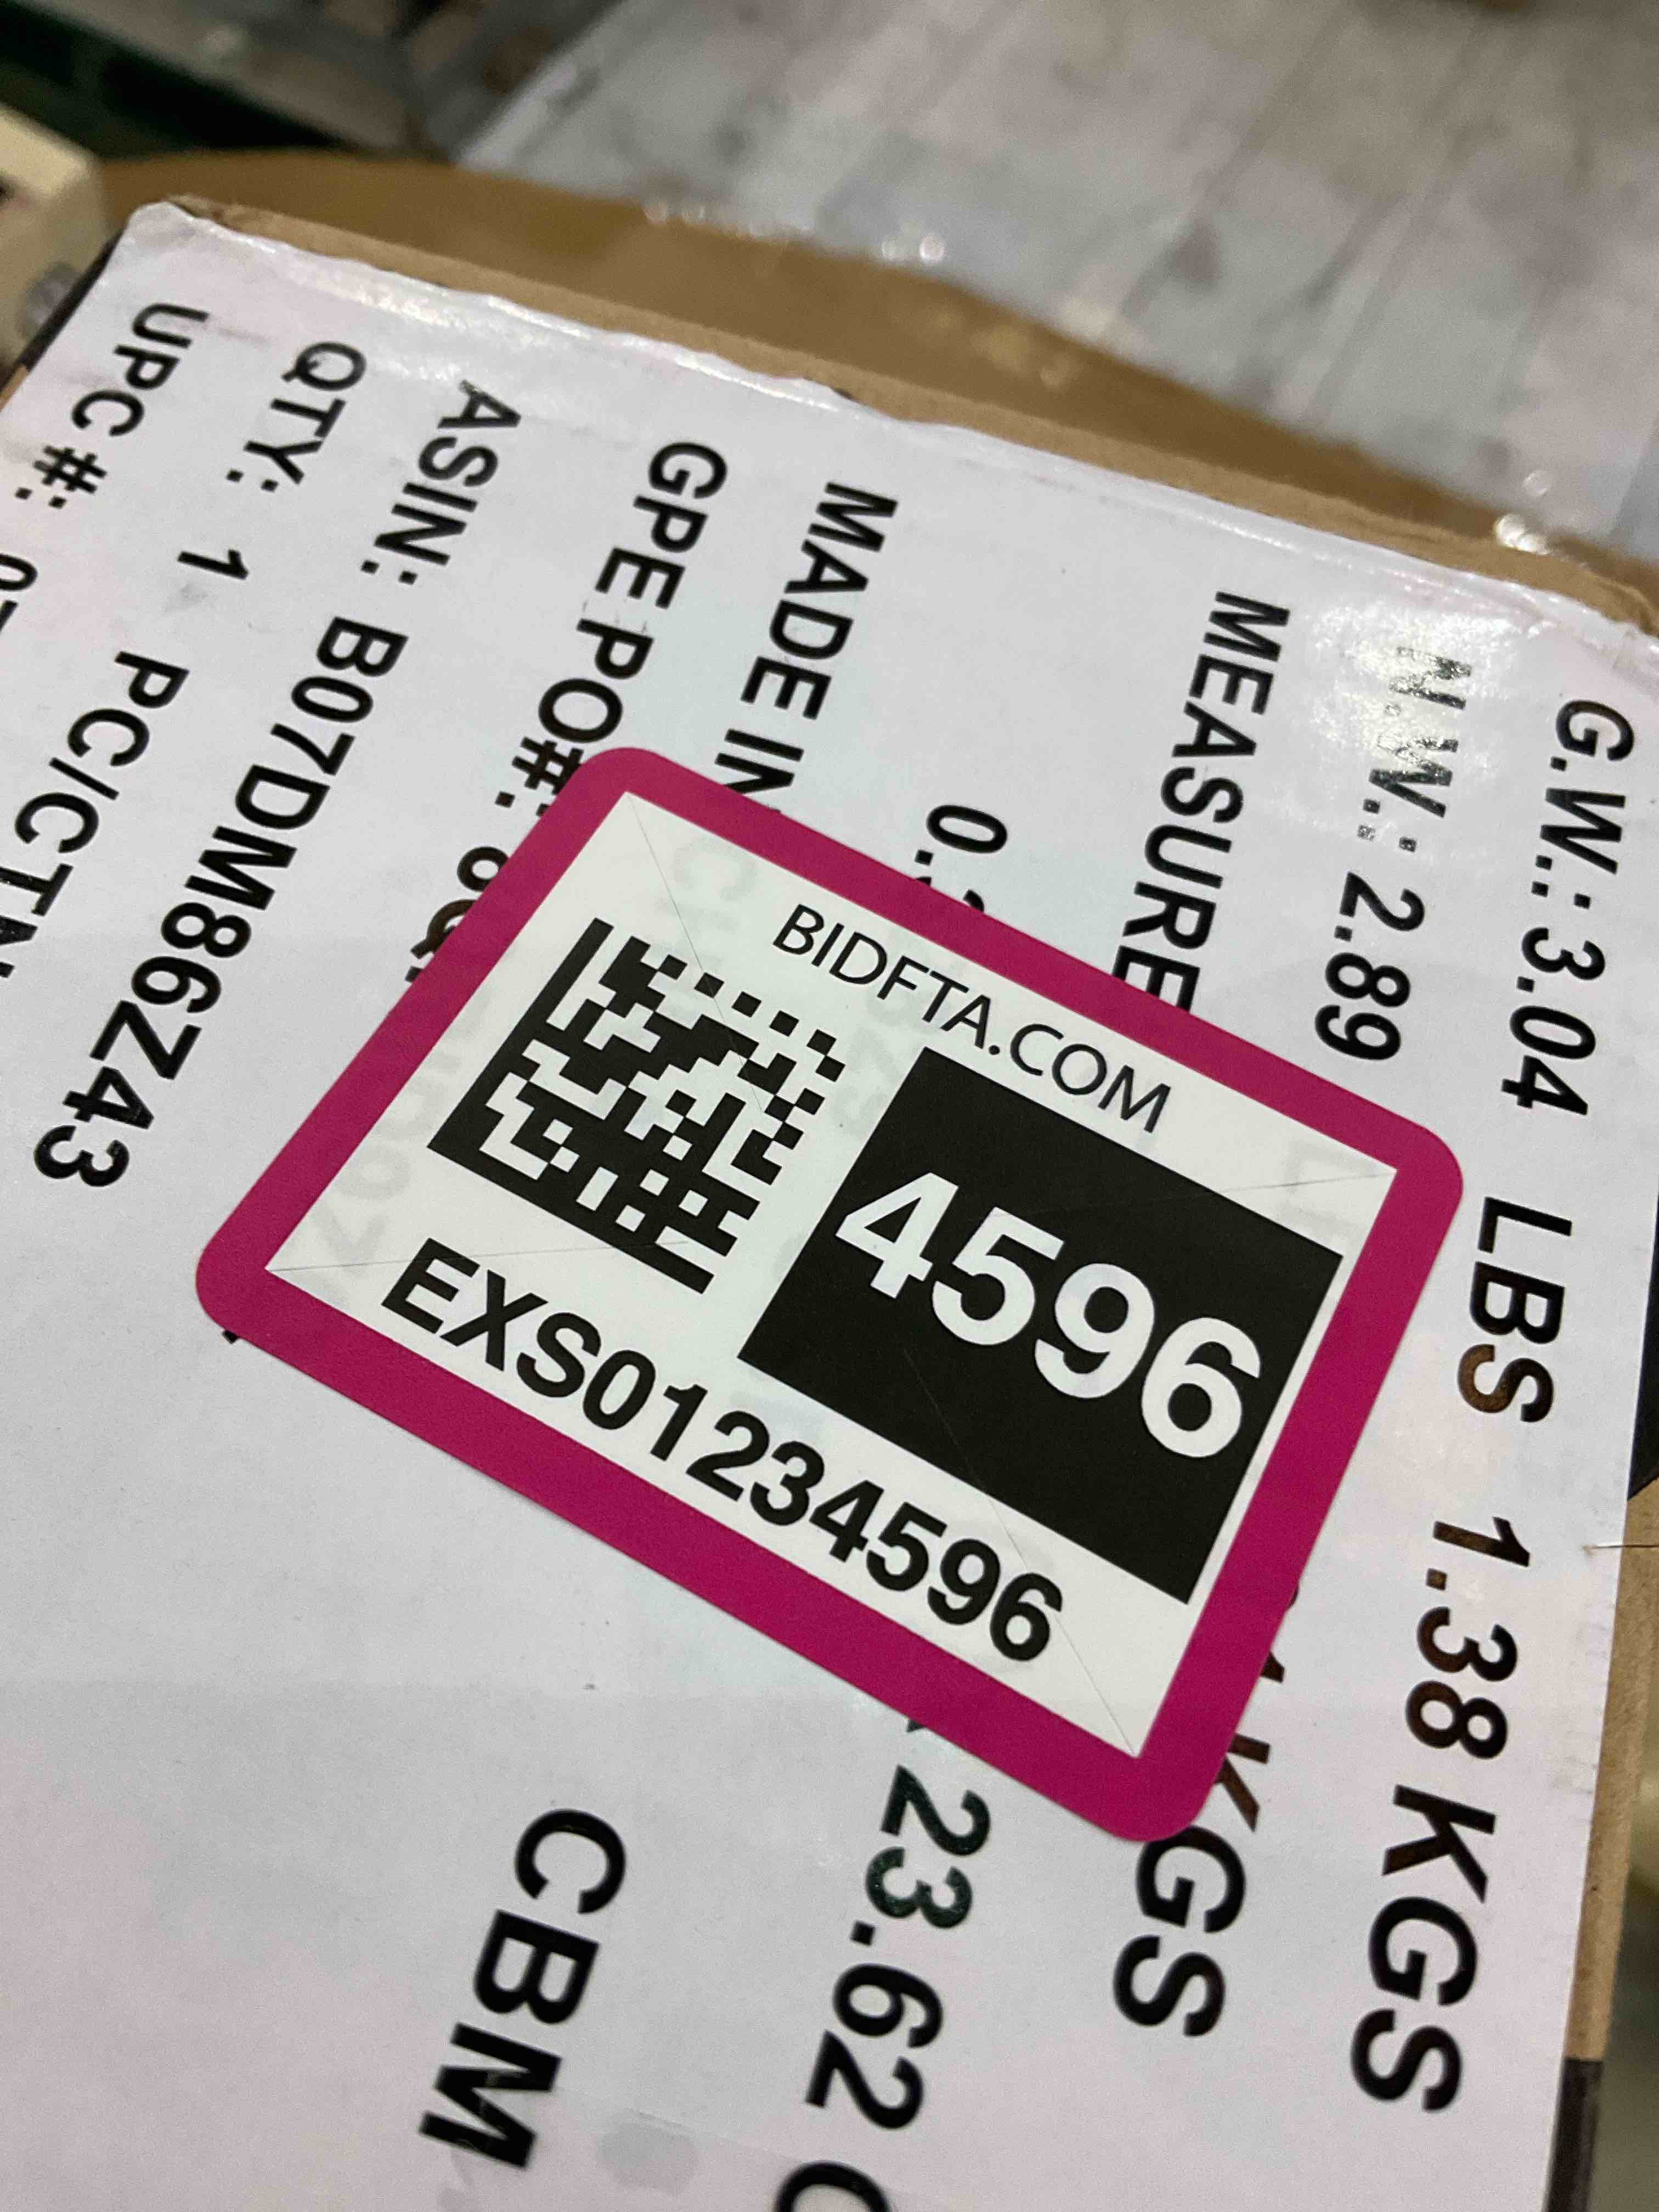 G.W.: 3.04 LBS 1.38 KGS
N.W.: 2.89 KGS
MEASURE
23.62
CBM
MADE IN
GPE PO#:
ASIN: B07DM86Z43
QTY: 1 PC/CTN
UPC #:
BIDFTA.COM
4596
EXS01234596